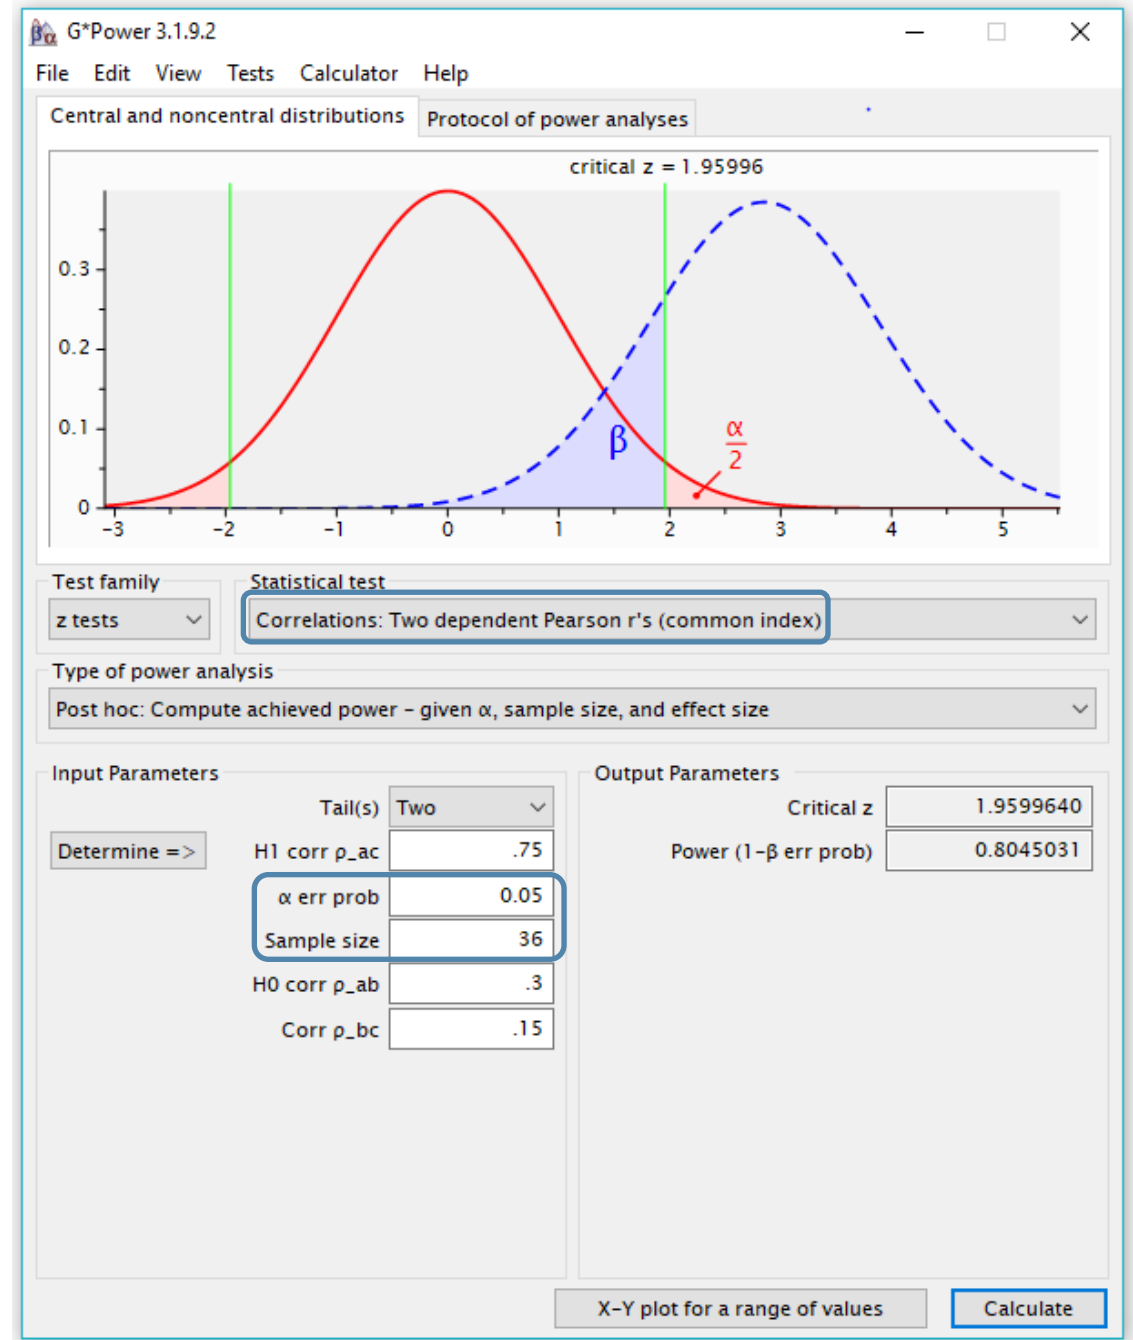 G*Power 3.1.9.2
File Edit View Tests Calculator Help
Central and noncentral distributions Protocol of power analyses
critical z = 1.95996
0.3
0.2
0.1
0
β
α
2
-3 -2 -1 0 1 2 3 4 5
Test family Statistical test
z tests Correlations: Two dependent Pearson r's (common index)
Type of power analysis
Post hoc: Compute achieved power – given α, sample size, and effect size
Input Parameters Output Parameters
Tail(s) Two Critical z 1.9599640
Determine => H1 corr ρ_ac .75 Power (1-β err prob) 0.8045031
α err prob 0.05
Sample size 36
H0 corr ρ_ab .3
Corr ρ_bc .15
X-Y plot for a range of values Calculate